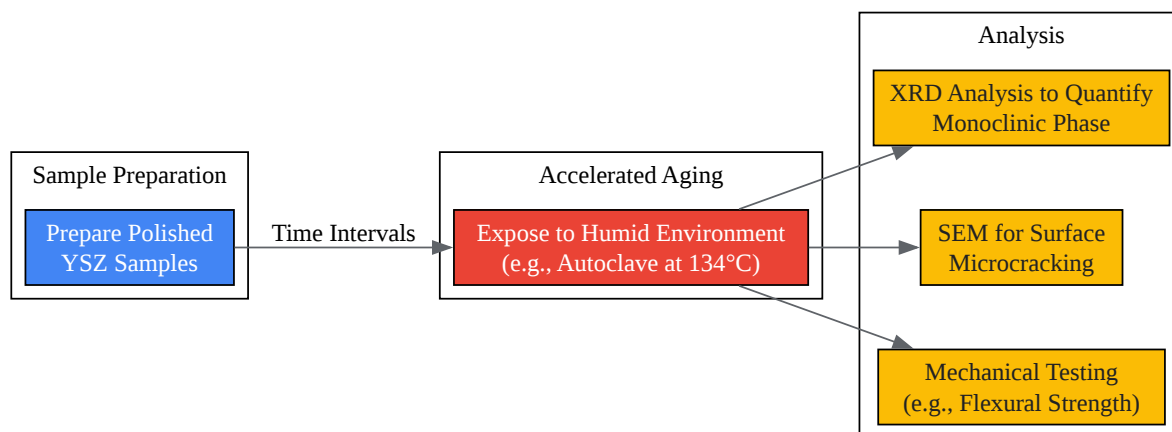 Sample Preparation
Prepare Polished
YSZ Samples
Time Intervals
Accelerated Aging
Expose to Humid Environment
(e.g., Autoclave at 134°C)
Analysis
XRD Analysis to Quantify
Monoclinic Phase
SEM for Surface
Microcracking
Mechanical Testing
(e.g., Flexural Strength)